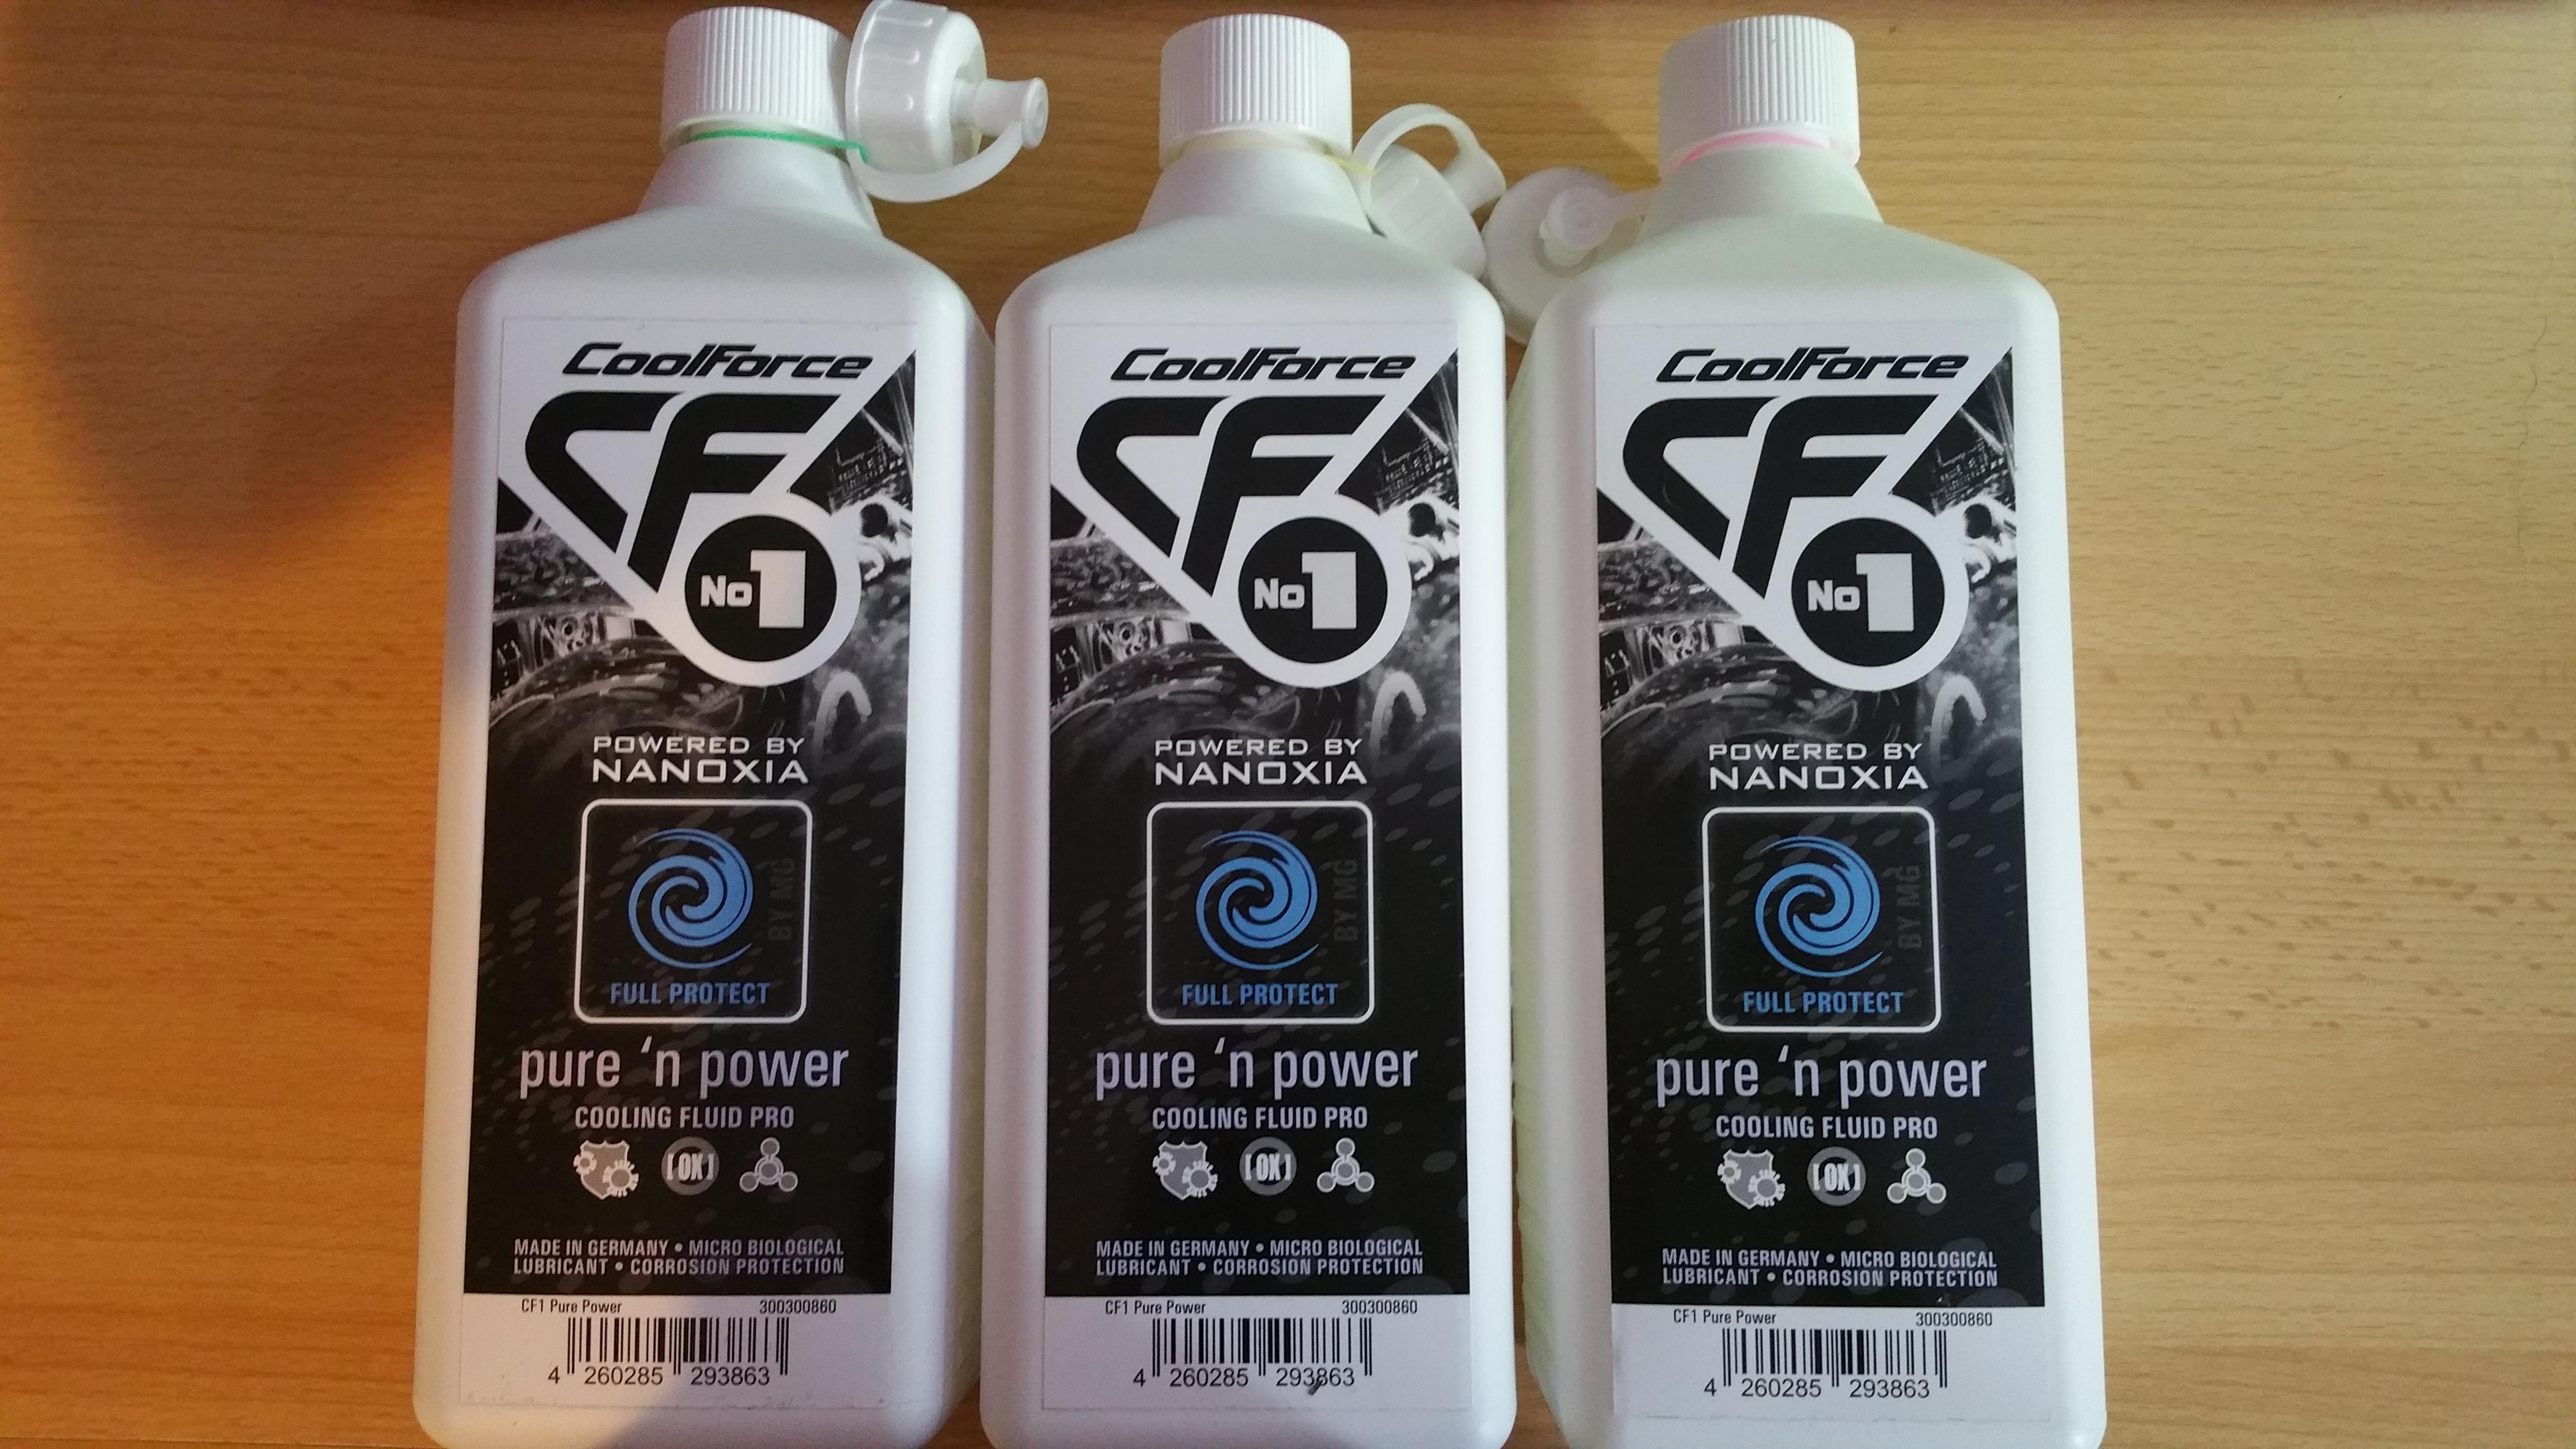 CoolForce
CF
No1
POWERED BY
NANOXIA
BY MG
FULL PROTECT
pure 'n power
COOLING FLUID PRO
[OK]
MADE IN GERMANY • MICRO BIOLOGICAL
LUBRICANT • CORROSION PROTECTION
CF1 Pure Power 300300860
4 260285 293863
CoolForce
CF
No1
POWERED BY
NANOXIA
BY MG
FULL PROTECT
pure 'n power
COOLING FLUID PRO
[OK]
MADE IN GERMANY • MICRO BIOLOGICAL
LUBRICANT • CORROSION PROTECTION
CF1 Pure Power 300300860
4 260285 293863
CoolForce
CF
No1
POWERED BY
NANOXIA
BY MG
FULL PROTECT
pure 'n power
COOLING FLUID PRO
[OK]
MADE IN GERMANY • MICRO BIOLOGICAL
LUBRICANT • CORROSION PROTECTION
CF1 Pure Power 300300860
4 260285 293863